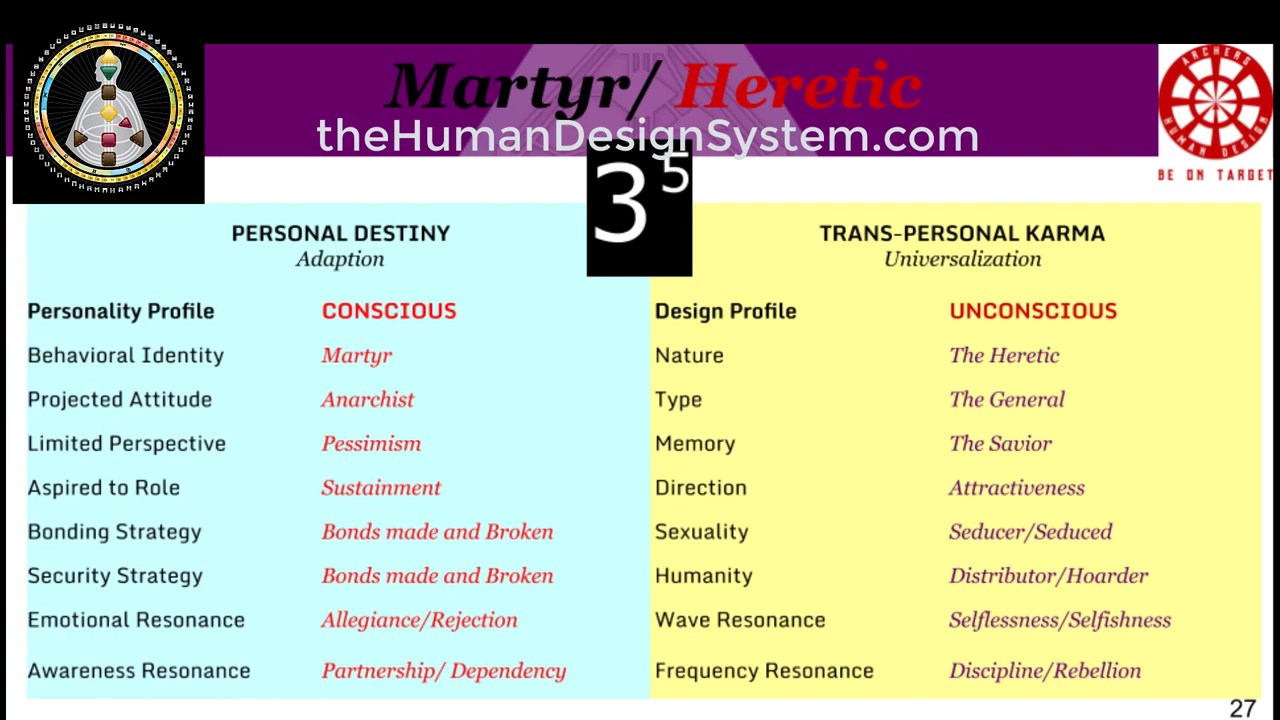 Martyr/ Heretic
theHumanDesignSystem.com
ARCHERS
HUMAN DESIGN
BE ON TARGET
3 5
PERSONAL DESTINY
Adaption
Personality Profile CONSCIOUS
Behavioral Identity Martyr
Projected Attitude Anarchist
Limited Perspective Pessimism
Aspired to Role Sustainment
Bonding Strategy Bonds made and Broken
Security Strategy Bonds made and Broken
Emotional Resonance Allegiance/Rejection
Awareness Resonance Partnership/ Dependency
TRANS-PERSONAL KARMA
Universalization
Design Profile UNCONSCIOUS
Nature The Heretic
Type The General
Memory The Savior
Direction Attractiveness
Sexuality Seducer/Seduced
Humanity Distributor/Hoarder
Wave Resonance Selflessness/Selfishness
Frequency Resonance Discipline/Rebellion
27